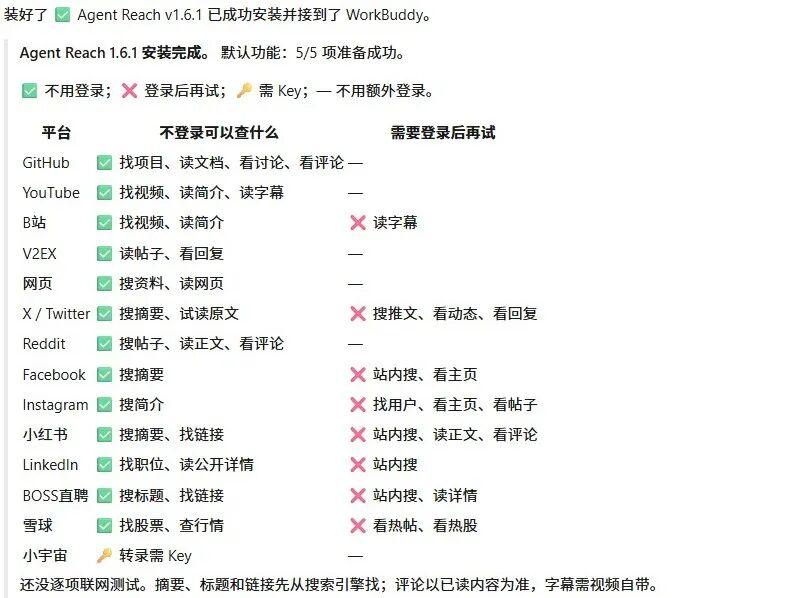 装好了 ✅ Agent Reach v1.6.1 已成功安装并接到了 WorkBuddy。
Agent Reach 1.6.1 安装完成。 默认功能：5/5 项准备成功。
✅ 不用登录；❌ 登录后再试；🔑 需 Key；— 不用额外登录。
平台 不登录可以查什么 需要登录后再试
GitHub ✅ 找项目、读文档、看讨论、看评论 —
YouTube ✅ 找视频、读简介、读字幕 —
B站 ✅ 找视频、读简介 ❌ 读字幕
V2EX ✅ 读帖子、看回复 —
网页 ✅ 搜资料、读网页 —
X / Twitter ✅ 搜摘要、试读原文 ❌ 搜推文、看动态、看回复
Reddit ✅ 搜帖子、读正文、看评论 —
Facebook ✅ 搜摘要 ❌ 站内搜、看主页
Instagram ✅ 搜简介 ❌ 找用户、看主页、看帖子
小红书 ✅ 搜摘要、找链接 ❌ 站内搜、读正文、看评论
LinkedIn ✅ 找职位、读公开详情 ❌ 站内搜
BOSS直聘 ✅ 搜标题、找链接 ❌ 站内搜、读详情
雪球 ✅ 找股票、查行情 ❌ 看热帖、看热股
小宇宙 🔑 转录需 Key —
还没逐项联网测试。摘要、标题和链接先从搜索引擎找；评论以已读内容为准，字幕需视频自带。